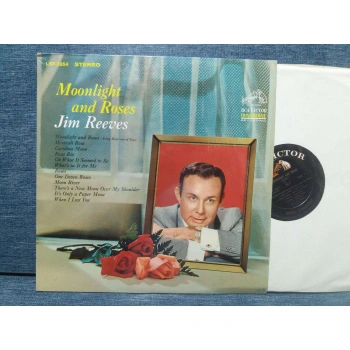 LSP-2854 STEREO
Moonlight
and Roses
Jim Reeves
RCA VICTOR
Moonlight and Roses
Mexicali Rose
Carolina Moon
Rosa Rio
Oh What It Seemed to Be
What's in It for Me
Roses
One Dozen Roses
Moon River
There's a New Moon Over My Shoulder
It's Only a Paper Moon
When I Lost You
VICTOR